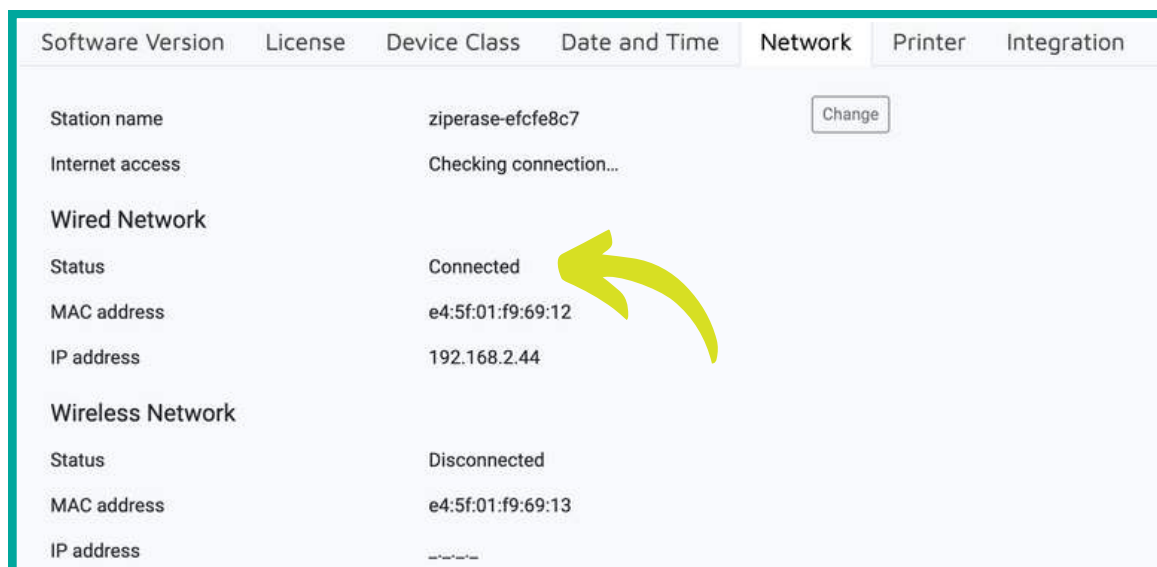 Software Version License Device Class Date and Time Network Printer Integration
Station name ziperase-efcfe8c7 Change
Internet access Checking connection...
Wired Network
Status Connected
MAC address e4:5f:01:f9:69:12
IP address 192.168.2.44
Wireless Network
Status Disconnected
MAC address e4:5f:01:f9:69:13
IP address _._._._